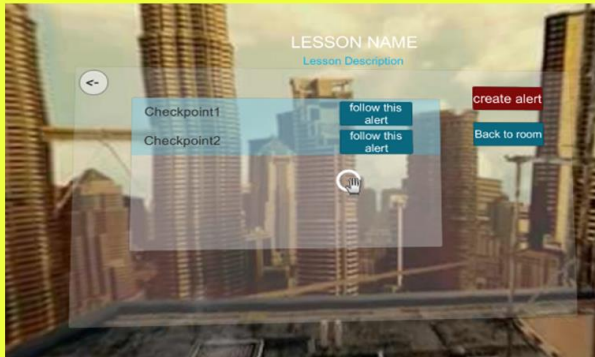 LESSON NAME
Lesson Description
<-
create alert
Checkpoint1
follow this
alert
Back to room
Checkpoint2
follow this
alert